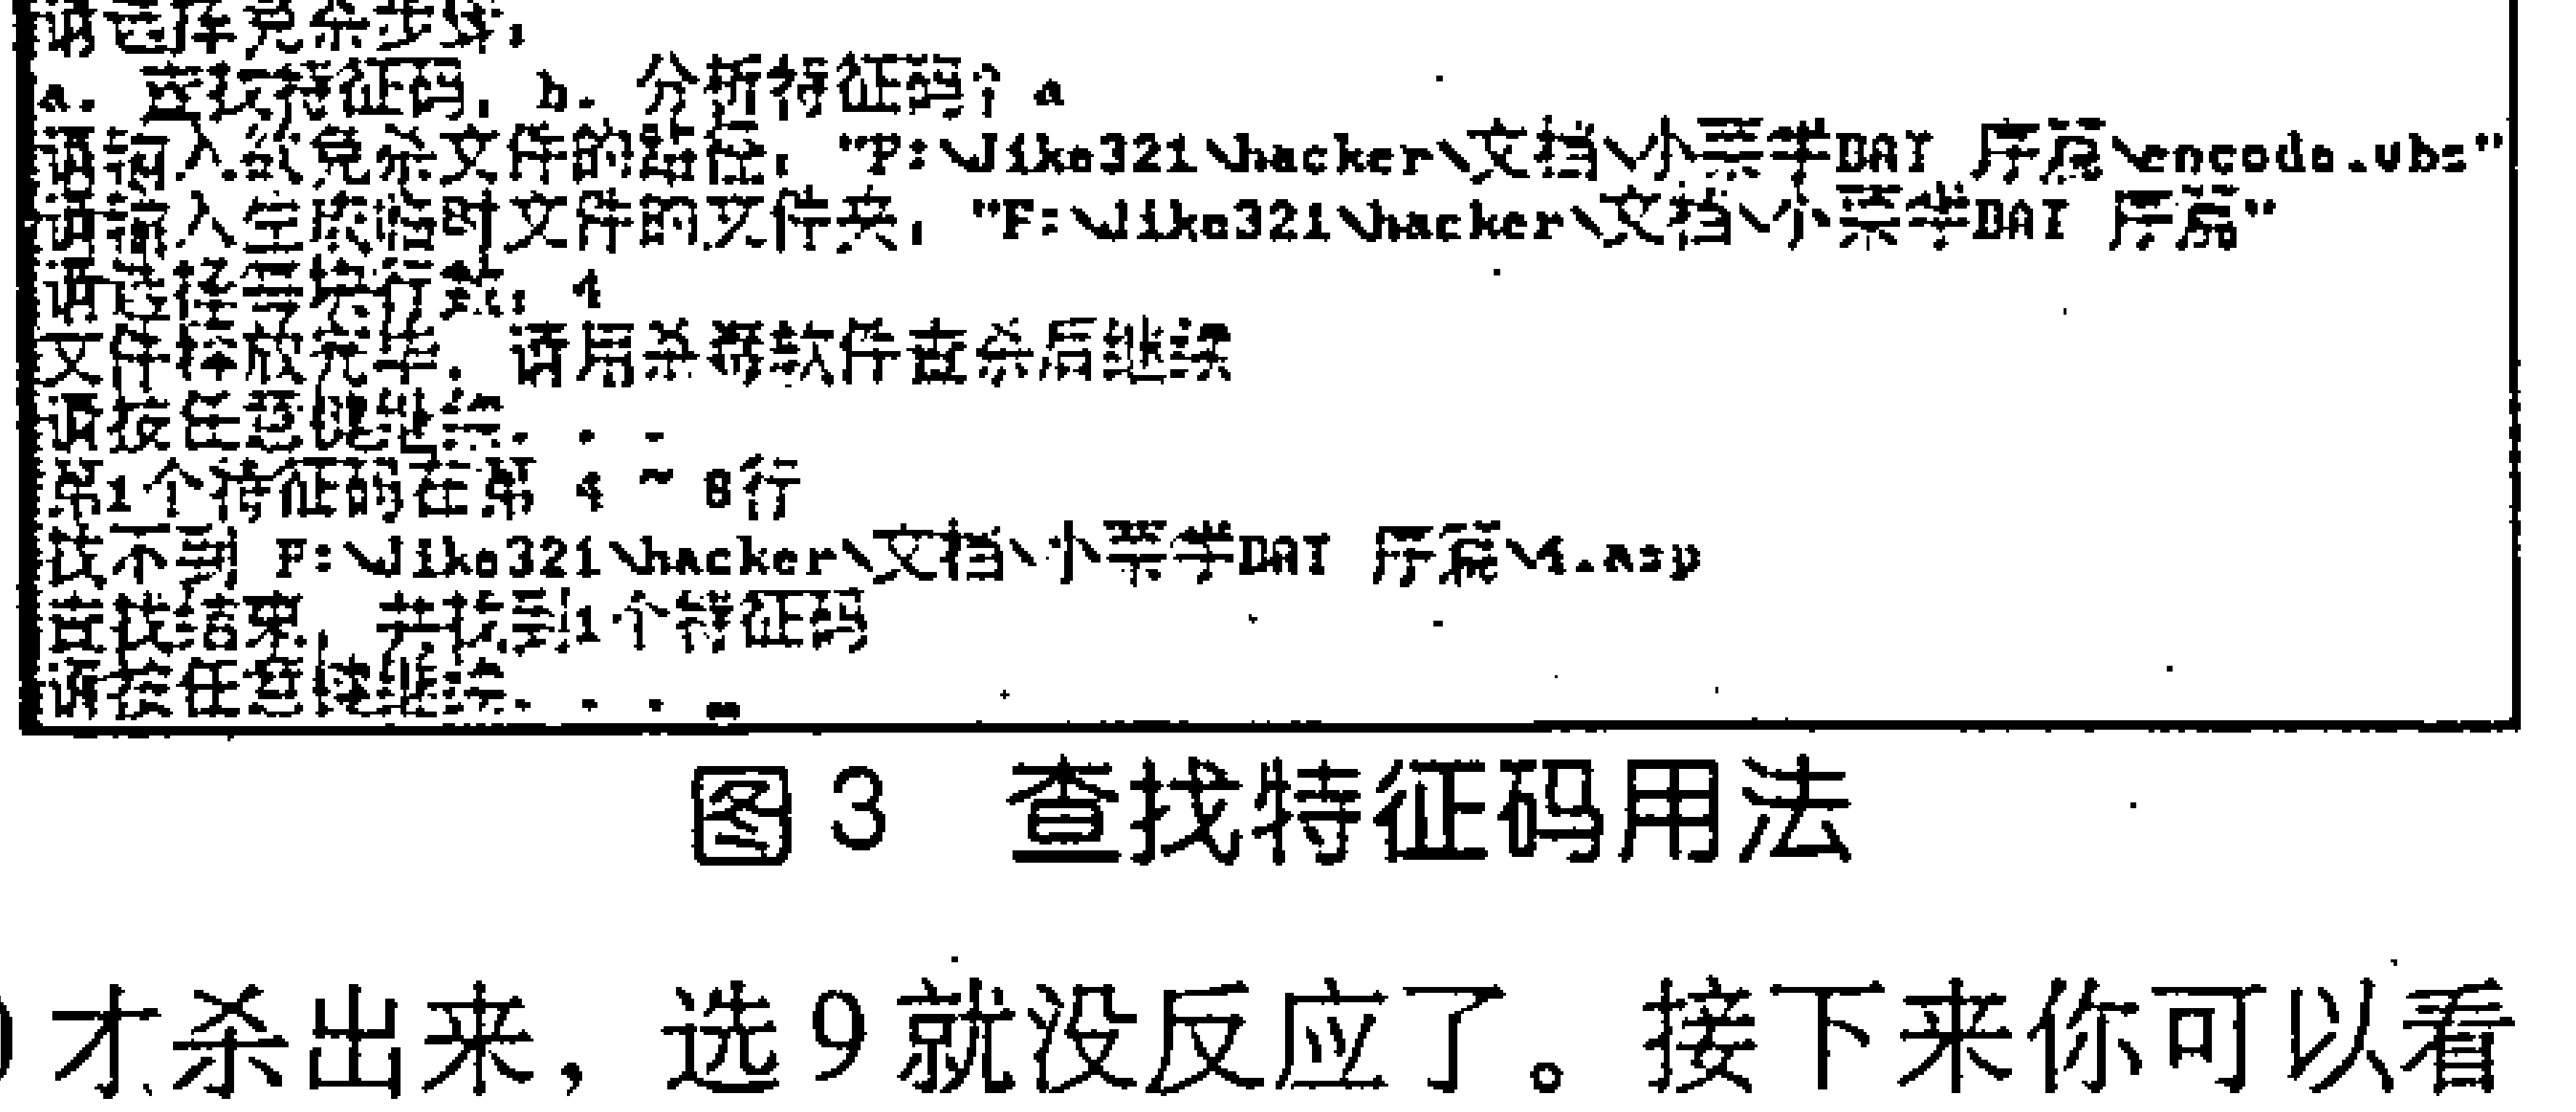 请选择免杀步骤:
a. 查找特征码, b. 分析特征码? a
请输入欲免杀文件的路径: "F:\Jike321\hacker\文档\小菜学BAT 序篇\encode.vbs"
请输入生成临时文件的文件夹: "F:\Jike321\hacker\文档\小菜学BAT 序篇"
请选择替换行数: 4
文件释放完毕. 请用杀毒软件查杀后继续
请按任意键继续. . .
第1个特征码在第 4 ~ 8行
找不到 F:\Jike321\hacker\文档\小菜学BAT 序篇\4.asp
查找结束, 共找到1个特征码
请按任意键继续. . .
图3 查找特征码用法
才杀出来，选9就没反应了。接下来你可以看